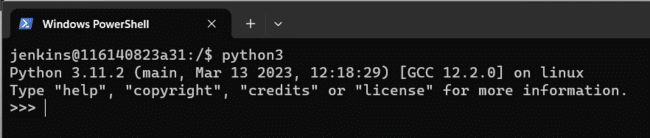 Windows PowerShell
jenkins@116140823a31:/$ python3
Python 3.11.2 (main, Mar 13 2023, 12:18:29) [GCC 12.2.0] on linux
Type "help", "copyright", "credits" or "license" for more information.
>>>